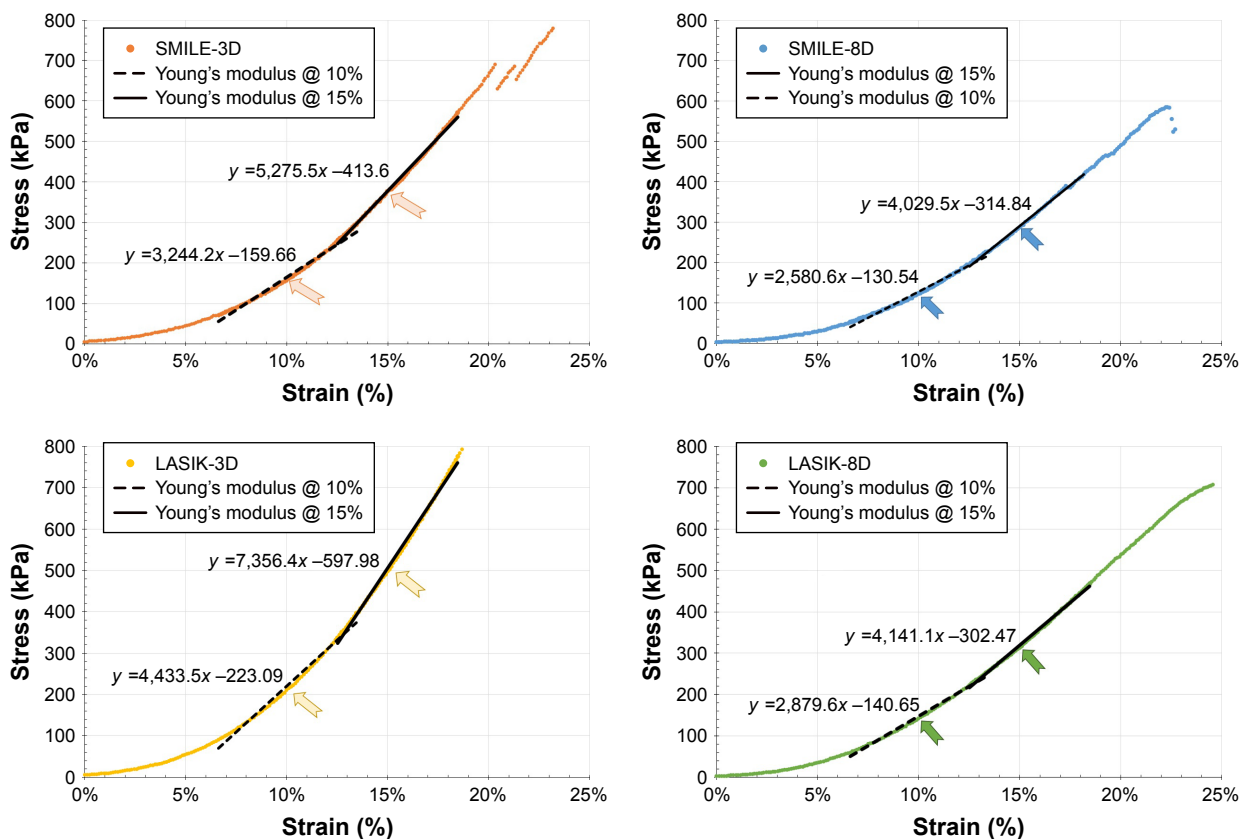 800
700
600
500
400
300
200
100
0
Stress (kPa)
SMILE-3D
Young's modulus @ 10%
Young's modulus @ 15%
y =5,275.5x –413.6
y =3,244.2x –159.66
0% 5% 10% 15% 20% 25%
Strain (%)
800
700
600
500
400
300
200
100
0
Stress (kPa)
SMILE-8D
Young's modulus @ 15%
Young's modulus @ 10%
y =4,029.5x –314.84
y =2,580.6x –130.54
0% 5% 10% 15% 20% 25%
Strain (%)
800
700
600
500
400
300
200
100
0
Stress (kPa)
LASIK-3D
Young's modulus @ 10%
Young's modulus @ 15%
y =7,356.4x –597.98
y =4,433.5x –223.09
0% 5% 10% 15% 20% 25%
Strain (%)
800
700
600
500
400
300
200
100
0
Stress (kPa)
LASIK-8D
Young's modulus @ 10%
Young's modulus @ 15%
y =4,141.1x –302.47
y =2,879.6x –140.65
0% 5% 10% 15% 20% 25%
Strain (%)